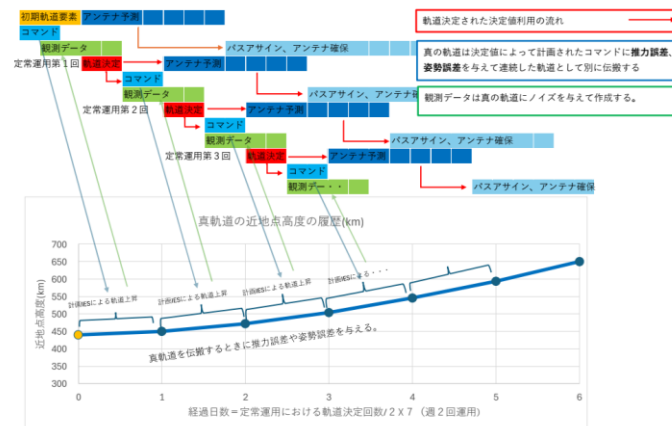 初期軌道要素 アンテナ予測
コマンド
観測データ
パスアサイン、アンテナ確保
定常運用第1回 軌道決定 アンテナ予測
コマンド
観測データ
パスアサイン、アンテナ確保
定常運用第2回 軌道決定 アンテナ予測
コマンド
観測データ
パスアサイン、アンテナ確保
定常運用第3回 軌道決定 アンテナ予測
コマンド
観測デー・・
パスアサイン、アンテナ確保
軌道決定された決定値利用の流れ
真の軌道は決定値によって計画されたコマンドに推力誤差、
姿勢誤差を与えて連続した軌道として別に伝搬する
観測データは真の軌道にノイズを与えて作成する。
真軌道の近地点高度の履歴(km)
近地点高度(km)
700
650
600
550
500
450
400
350
300
による軌道上昇
による軌道上昇
による軌道上昇
による・・・
真軌道を伝搬するときに推力誤差や姿勢誤差を与える。
0 1 2 3 4 5 6
経過日数=定常運用における軌道決定回数/2X7(週2回運用)